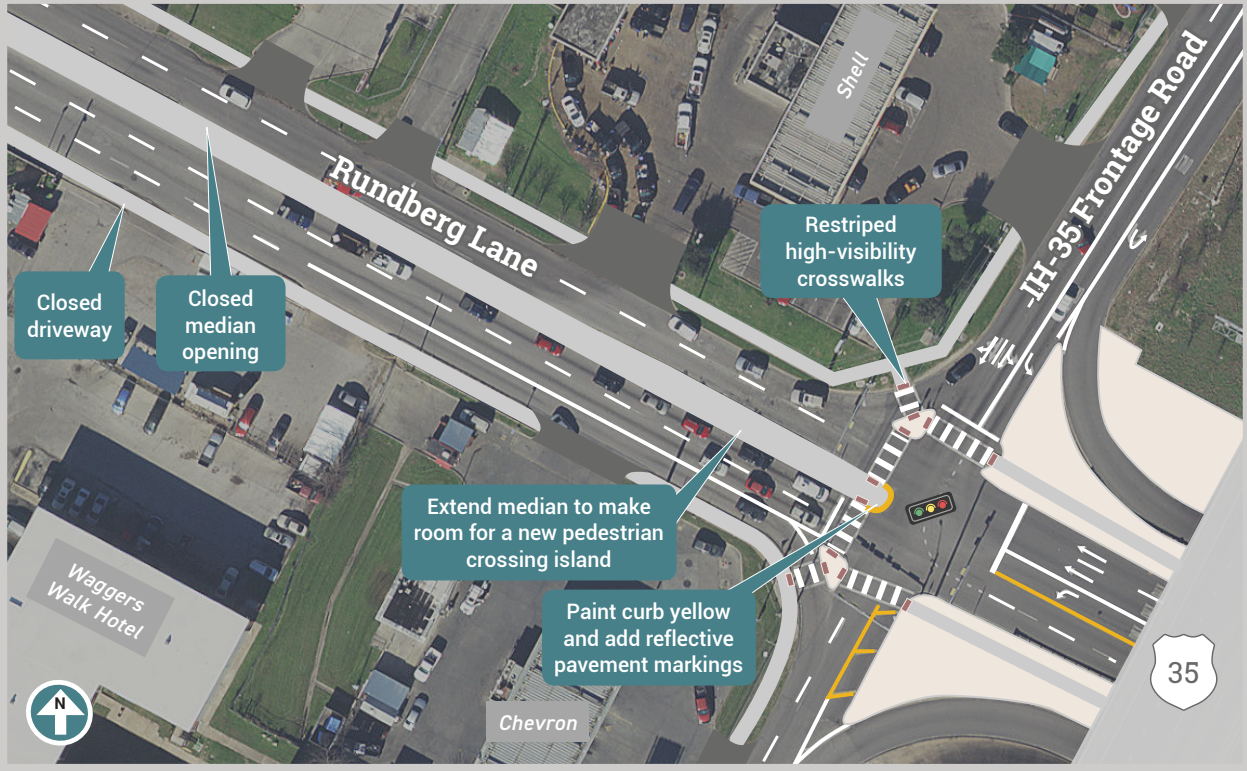 Shell
IH-35 Frontage Road
Rundberg Lane
Restriped
high-visibility
crosswalks
Closed
driveway
Closed
median
opening
Extend median to make
room for a new pedestrian
crossing island
Paint curb yellow
and add reflective
pavement markings
Waggers
Walk Hotel
35
N
Chevron